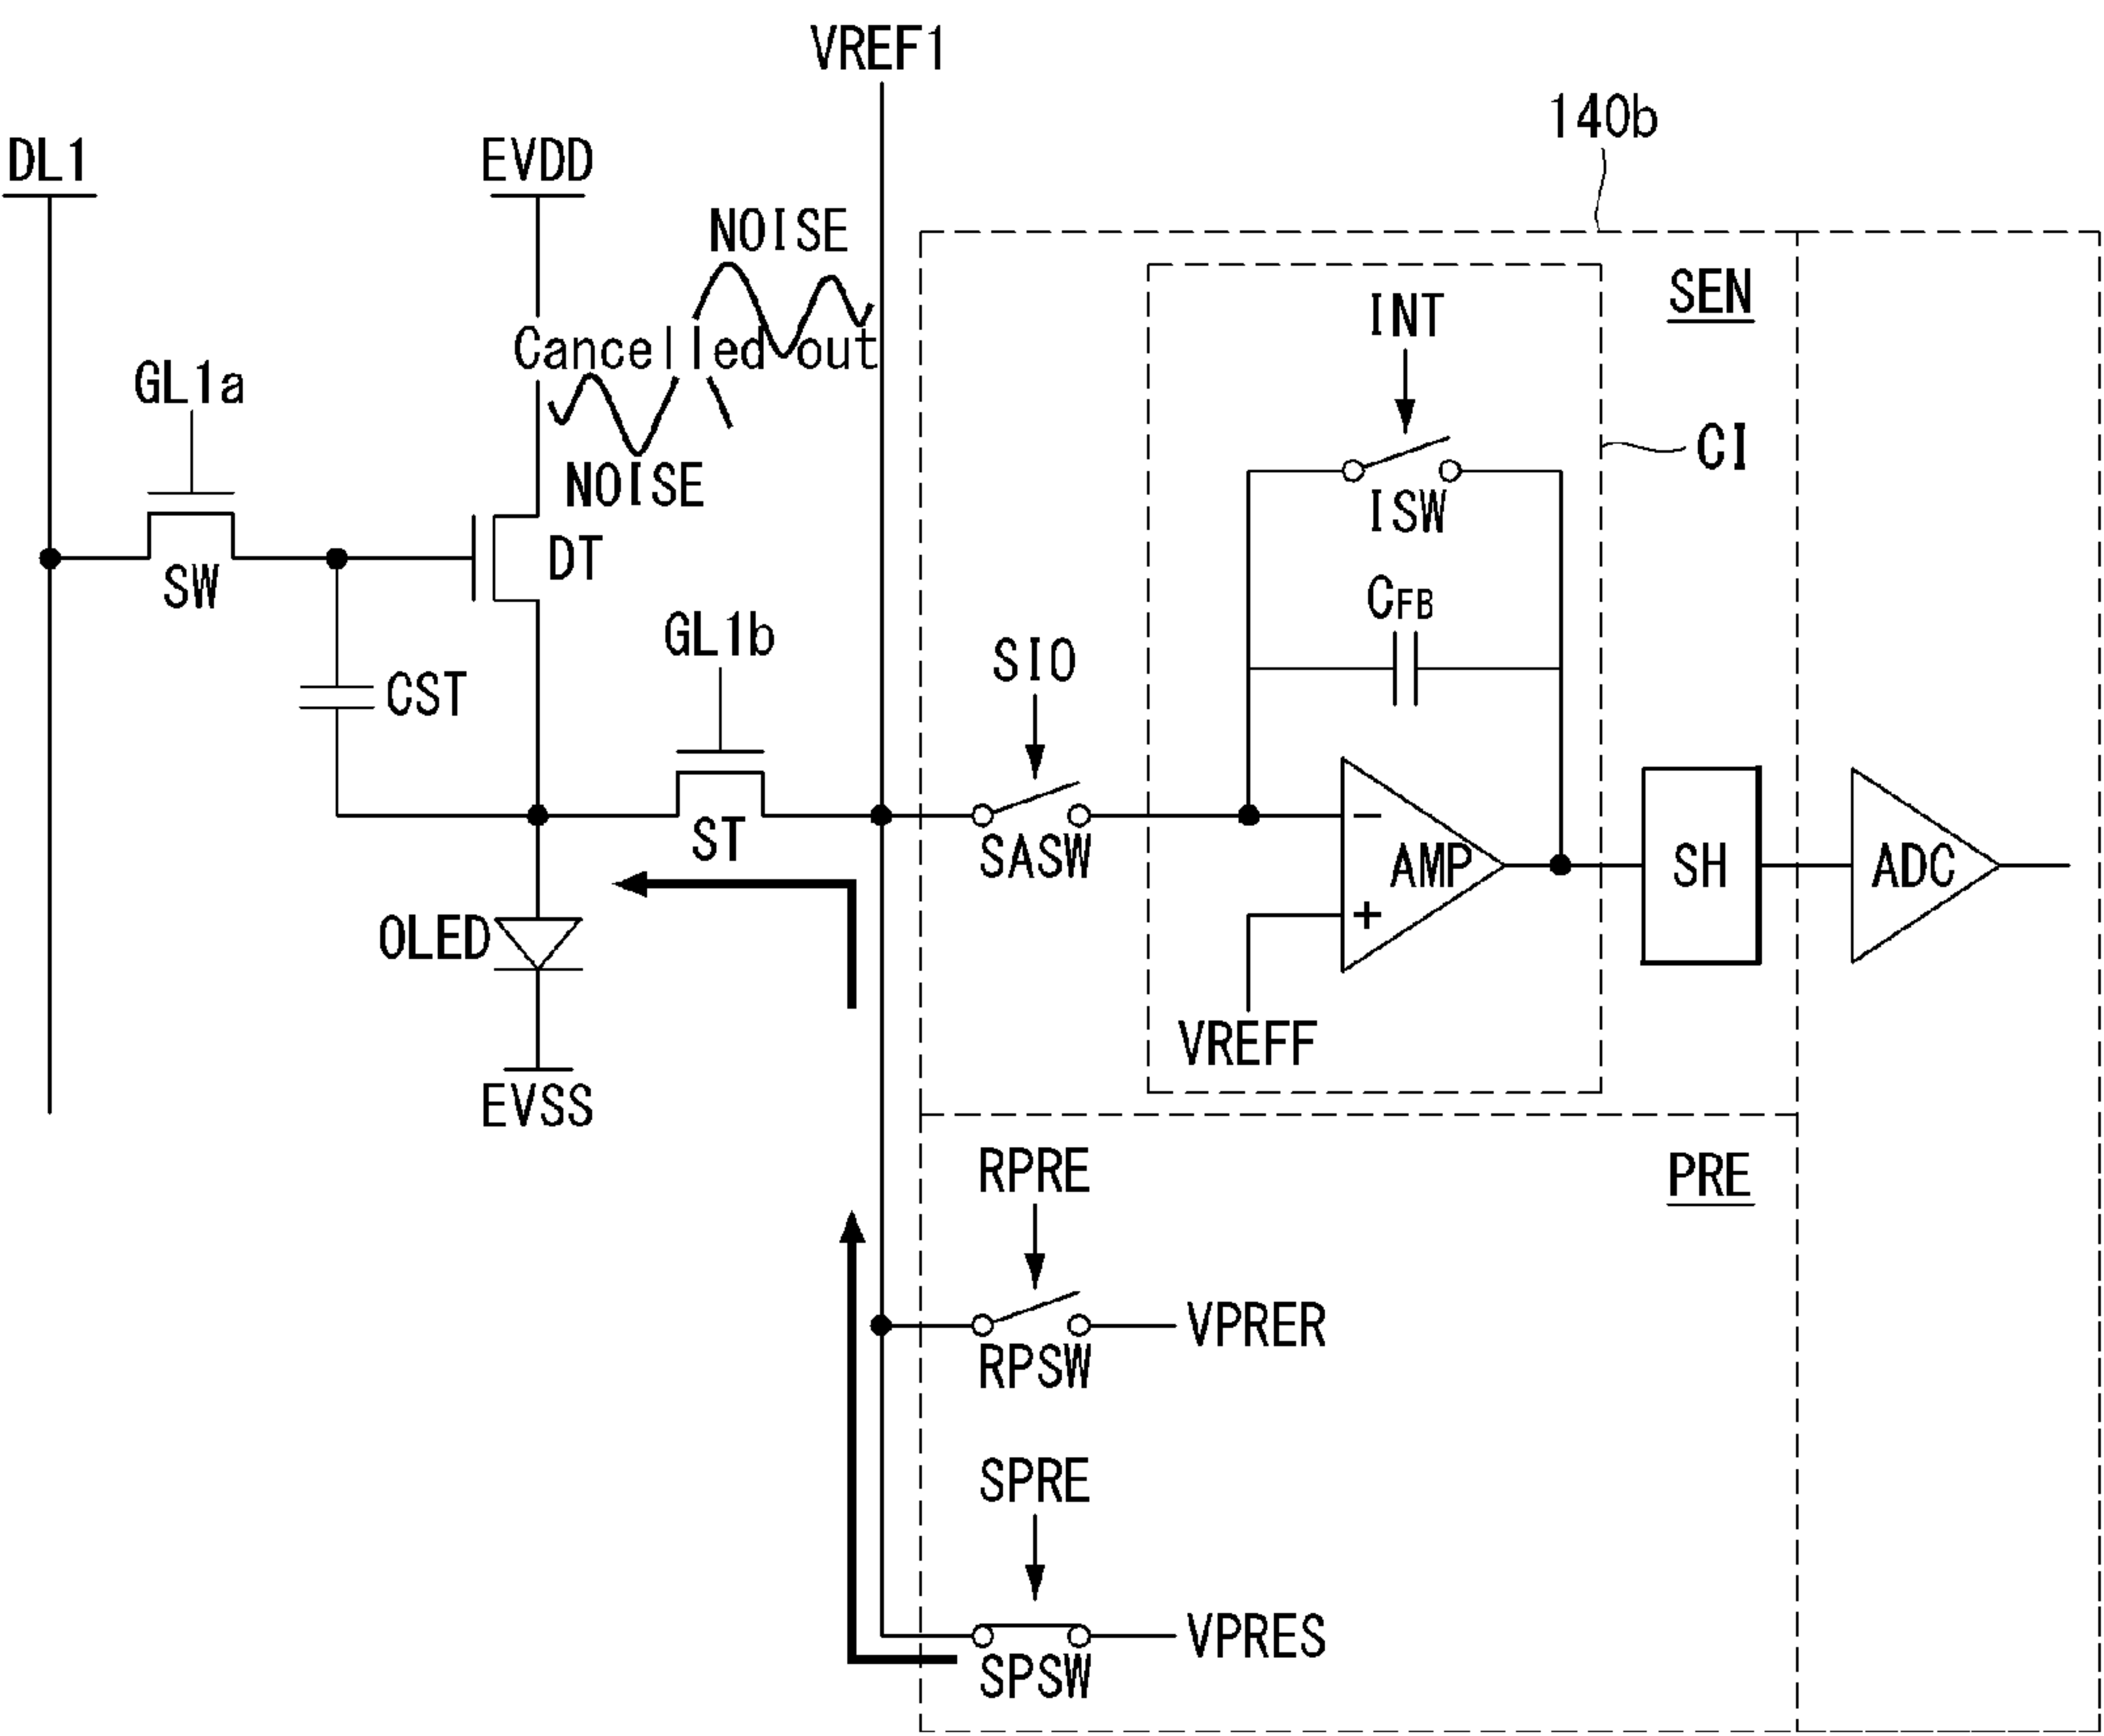 VREF1
140b
DL1
EVDD
NOISE
SEN
INT
Cancelled out
GL1a
CI
NOISE
ISW
DT
SW
CFB
GL1b
SIO
CST
ST
SASW
AMP
SH
ADC
OLED
VREFF
EVSS
RPRE
PRE
VPRER
RPSW
SPRE
VPRES
SPSW